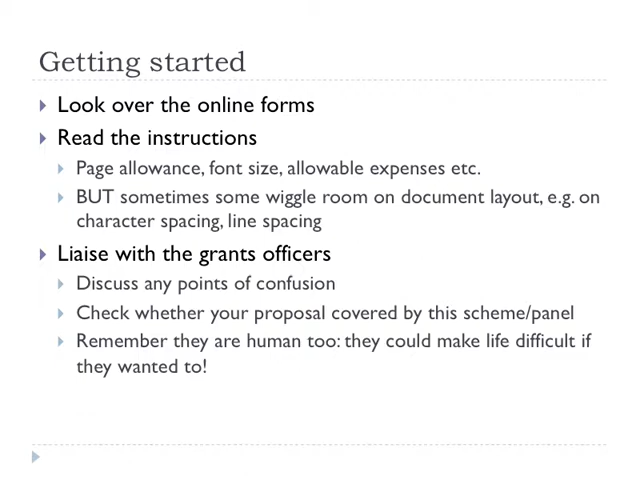 Getting started
Look over the online forms
Read the instructions
Page allowance, font size, allowable expenses etc.
BUT sometimes some wiggle room on document layout, e.g. on
character spacing, line spacing
Liaise with the grants officers
Discuss any points of confusion
Check whether your proposal covered by this scheme/panel
Remember they are human too: they could make life difficult if
they wanted to!